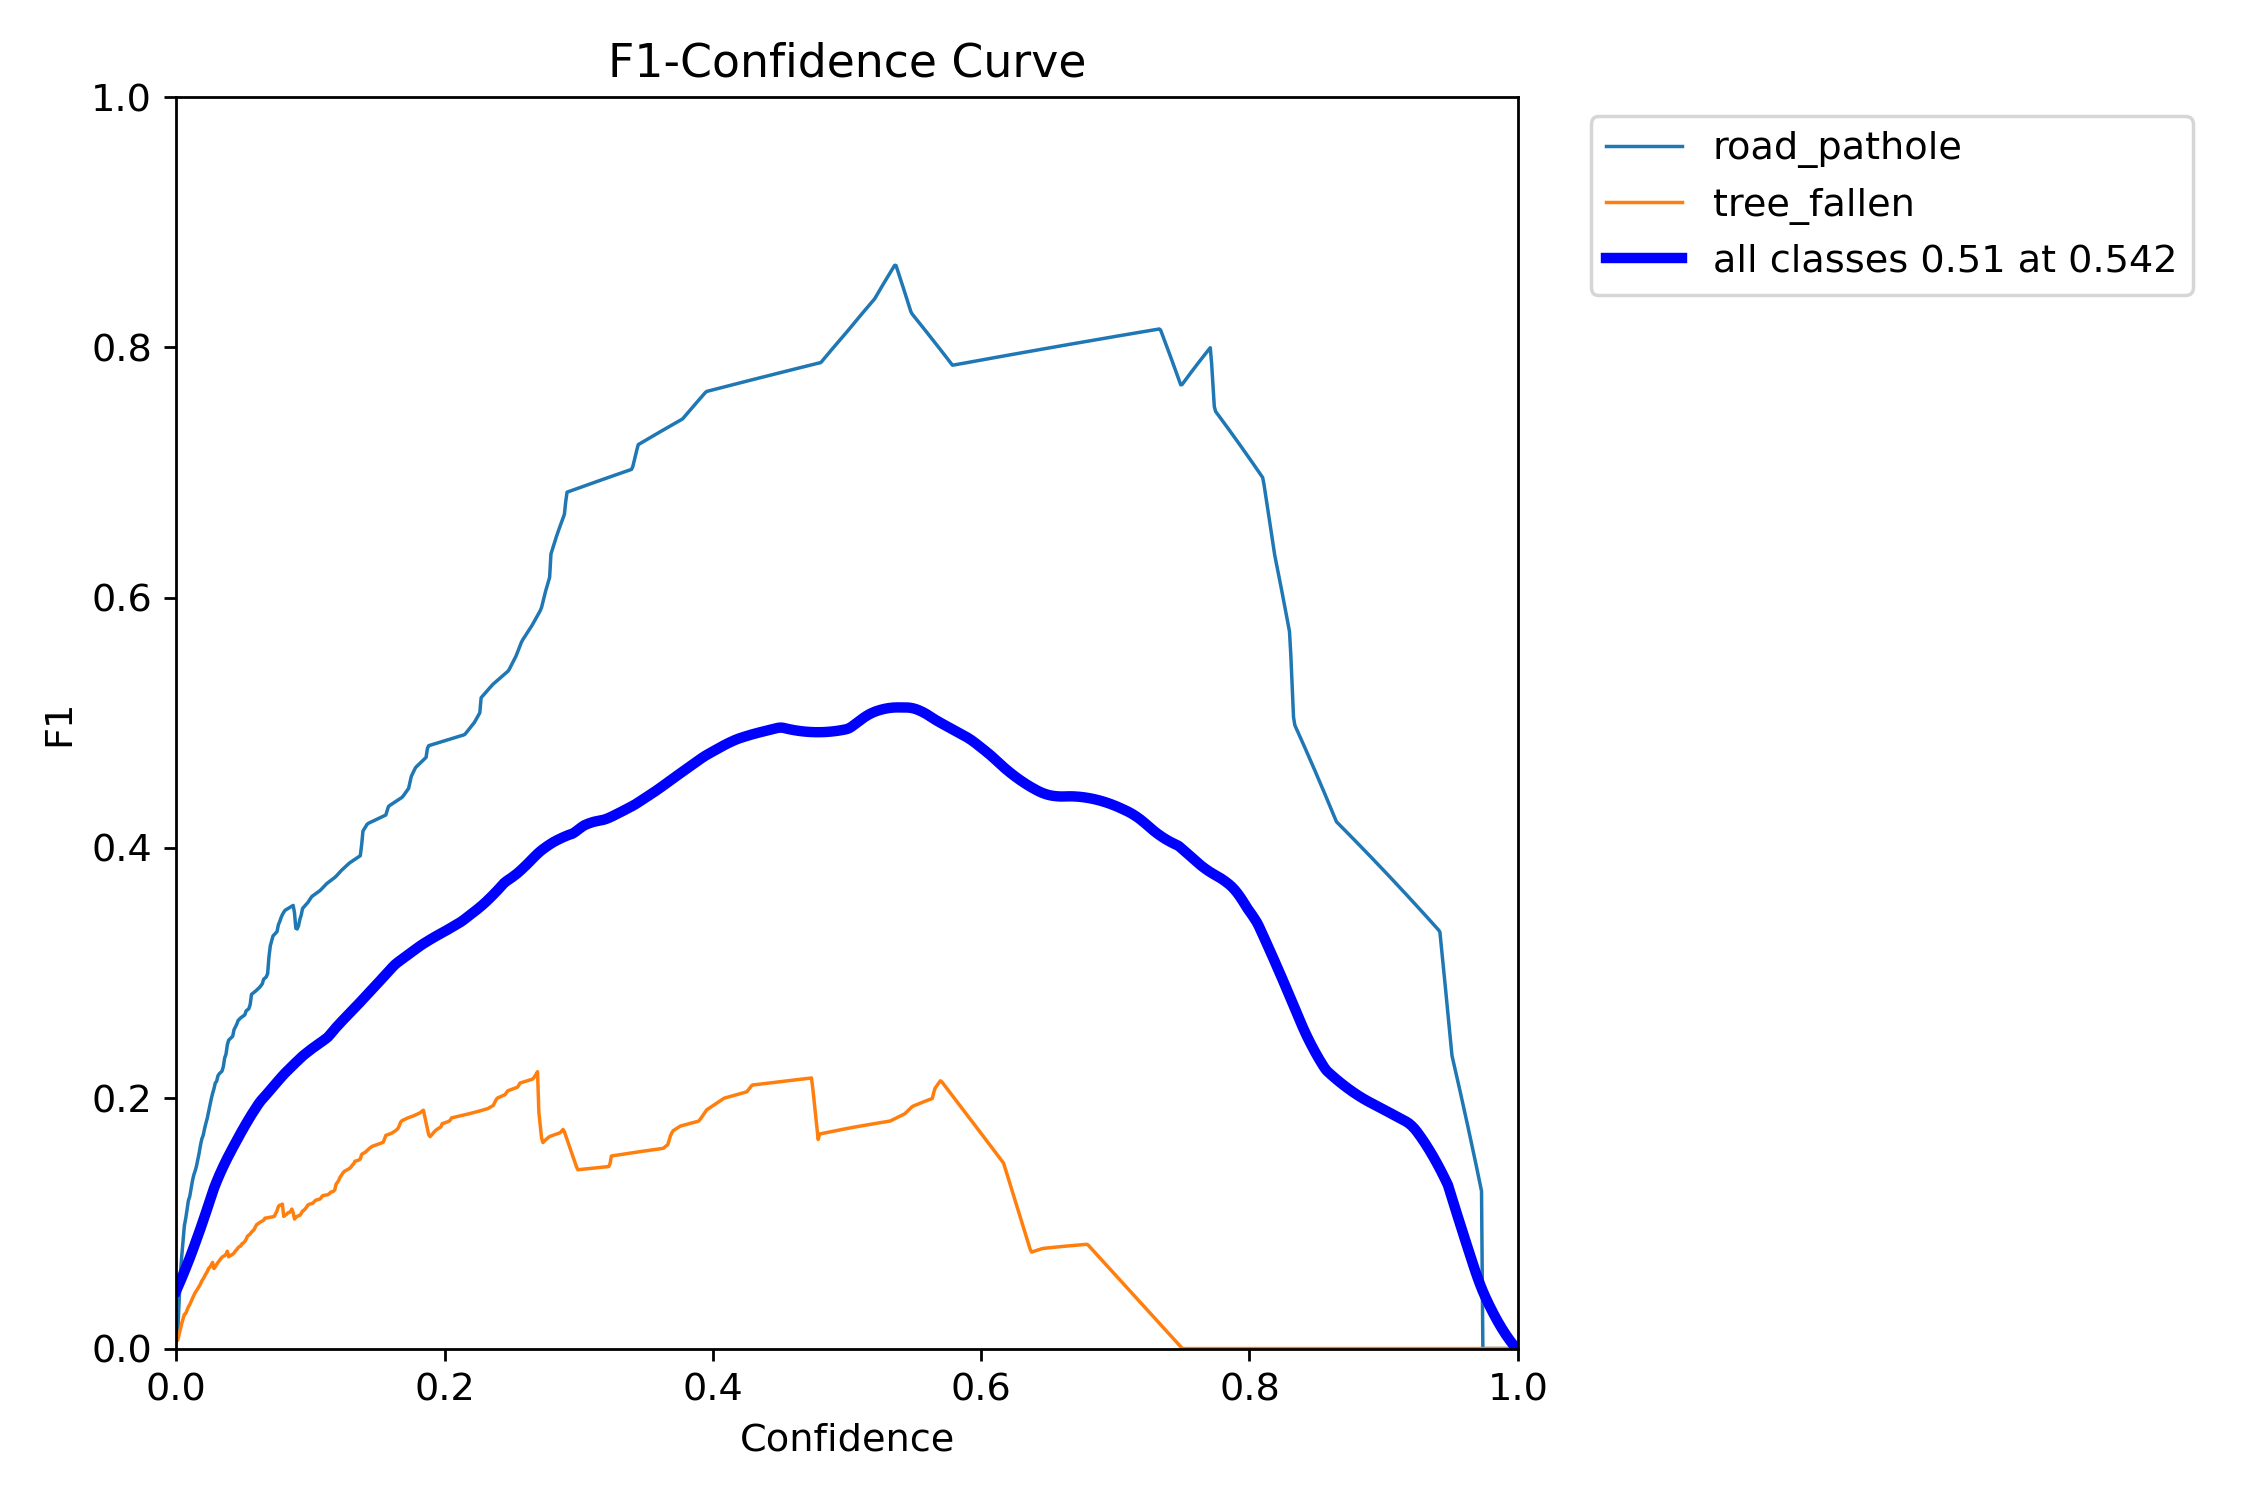 F1-Confidence Curve
1.0
0.8
0.6
0.4
0.2
0.0
F1
0.0 0.2 0.4 0.6 0.8 1.0
Confidence
road_pathole
tree_fallen
all classes 0.51 at 0.542